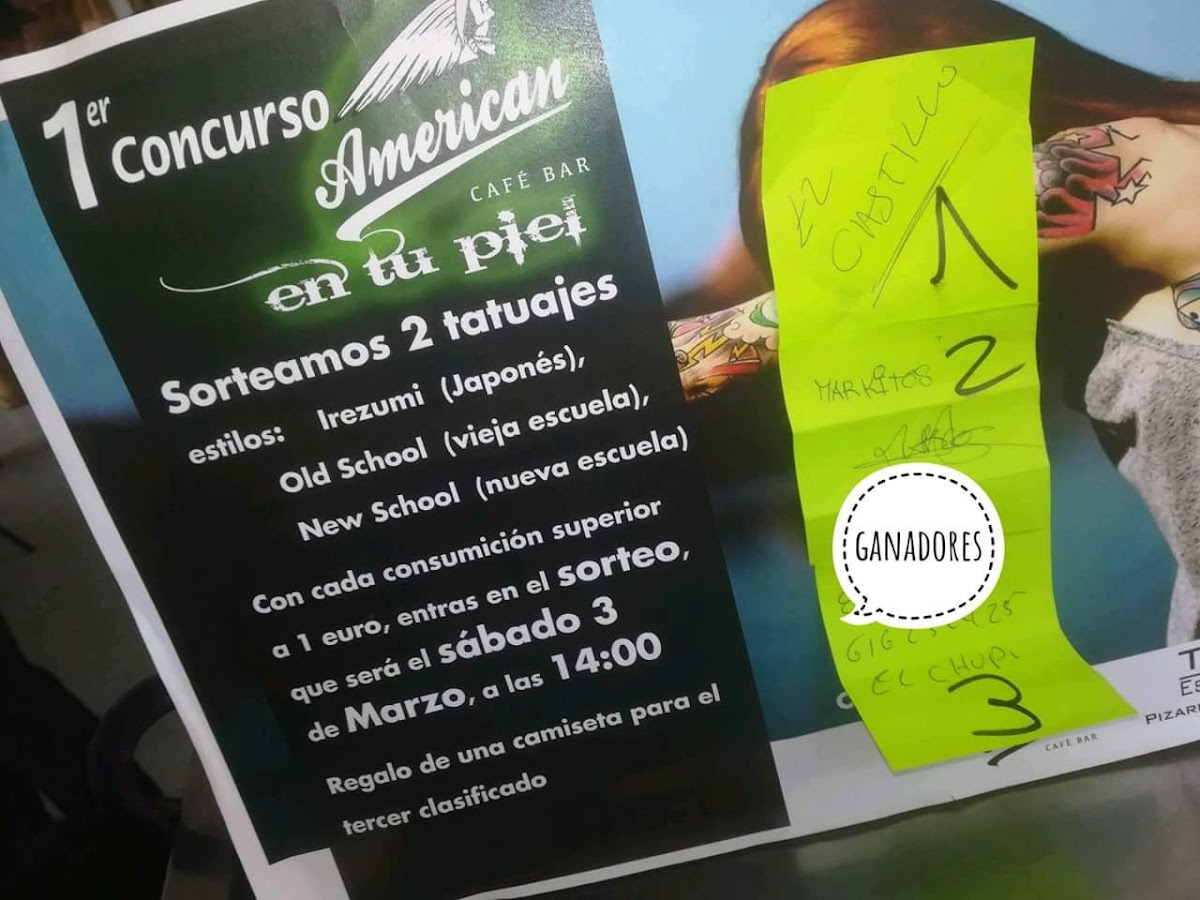 1er Concurso
American
CAFÉ BAR
en tu piel
Sorteamos 2 tatuajes
estilos: Irezumi (Japonés),
Old School (vieja escuela),
New School (nueva escuela)
Con cada consumición superior
a 1 euro, entras en el sorteo,
que será el sábado 3
de Marzo, a las 14:00
Regalo de una camiseta para el
tercer clasificado
CASTILLO
1
MARKITOS 2
GANADORES
EL CHUPI
3
CAFÉ BAR